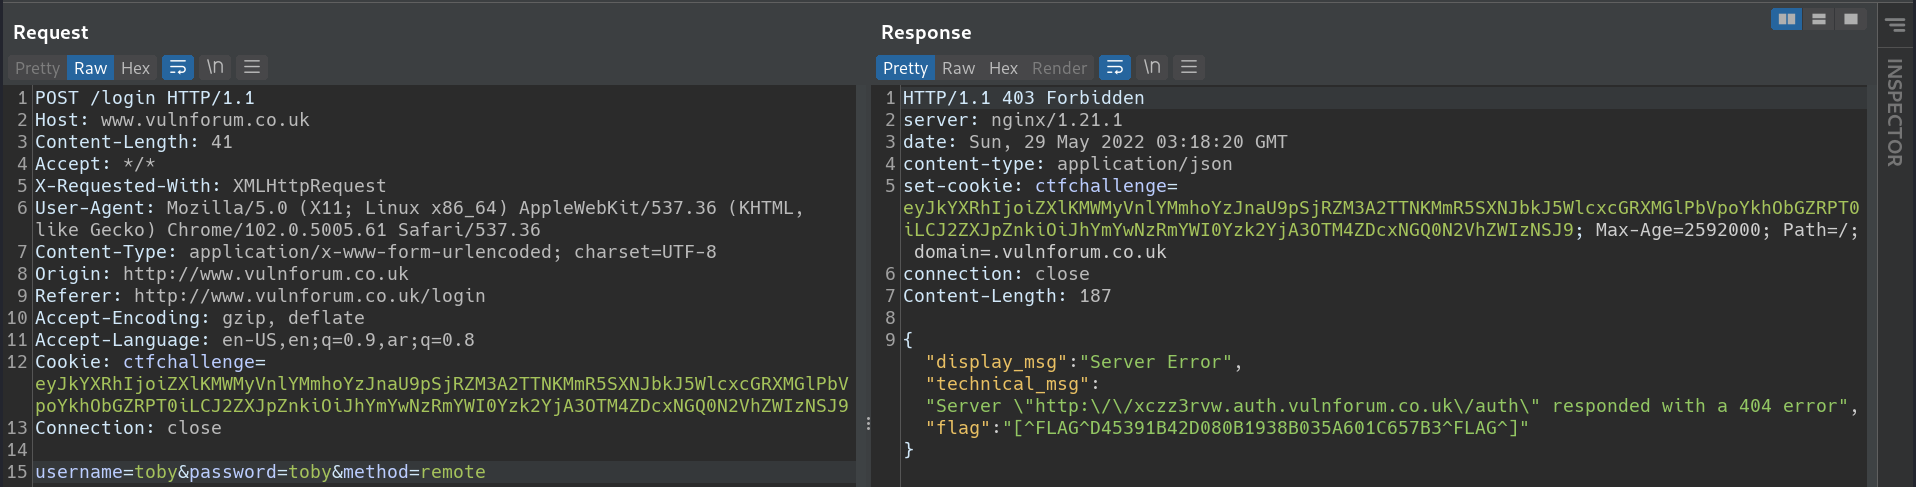 Request
Pretty Raw Hex \n
1 POST /login HTTP/1.1
2 Host: www.vulnforum.co.uk
3 Content-Length: 41
4 Accept: */*
5 X-Requested-With: XMLHttpRequest
6 User-Agent: Mozilla/5.0 (X11; Linux x86_64) AppleWebKit/537.36 (KHTML,
like Gecko) Chrome/102.0.5005.61 Safari/537.36
7 Content-Type: application/x-www-form-urlencoded; charset=UTF-8
8 Origin: http://www.vulnforum.co.uk
9 Referer: http://www.vulnforum.co.uk/login
10 Accept-Encoding: gzip, deflate
11 Accept-Language: en-US,en;q=0.9,ar;q=0.8
12 Cookie: ctfchallenge=
eyJkYXRhIjoiZXlKMWMyVnlYMmhoYzJnaU9pSjRZM3A2TTNKMmR5SXNJbkJ5WlcxcGRXMGlPbV
poYkhObGZRPT0iLCJ2ZXJpZnkiOiJhYmYwNzRmYWI0Yzk2YjA3OTM4ZDcxNGQ0N2VhZWIzNSJ9
13 Connection: close
14
15 username=toby&password=toby&method=remote
Response
Pretty Raw Hex Render \n
1 HTTP/1.1 403 Forbidden
2 server: nginx/1.21.1
3 date: Sun, 29 May 2022 03:18:20 GMT
4 content-type: application/json
5 set-cookie: ctfchallenge=
eyJkYXRhIjoiZXlKMWMyVnlYMmhoYzJnaU9pSjRZM3A2TTNKMmR5SXNJbkJ5WlcxcGRXMGlPbVpoYkhObGZRPT0
iLCJ2ZXJpZnkiOiJhYmYwNzRmYWI0Yzk2YjA3OTM4ZDcxNGQ0N2VhZWIzNSJ9; Max-Age=2592000; Path=/;
domain=.vulnforum.co.uk
6 connection: close
7 Content-Length: 187
8
9 {
"display_msg":"Server Error",
"technical_msg":
"Server \"http:\/\/xczz3rvw.auth.vulnforum.co.uk\/auth\" responded with a 404 error",
"flag":"[^FLAG^D45391B42D080B1938B035A601C657B3^FLAG^]"
}
INSPECTOR